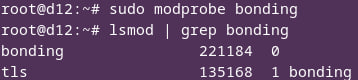 root@d12:~# sudo modprobe bonding
root@d12:~# lsmod | grep bonding
bonding               221184  0
tls                   135168  1 bonding